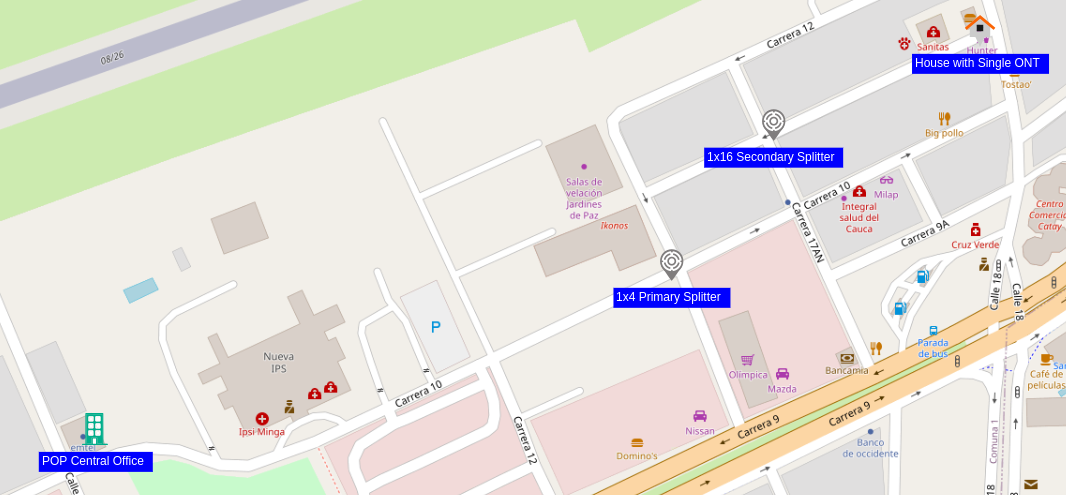 08/26
Carrera 12
Sanitas
Hunter
House with Single ONT
Tostao'
Big pollo
1x16 Secondary Splitter
Salas de
velación
Jardines
de Paz
Ikonos
Carrera 10
Milap
Integral
salud del
Cauca
Carrera 17AN
Carrera 9A
Cruz Verde
Centro
Comercial
Catay
1x4 Primary Splitter
Calle 18
Calle 18
P
Parada
de bus
Nueva
IPS
Olimpica
Mazda
Bancamia
Café de
películas
Carrera 10
Ipsi Minga
Nissan
Carrera 9
Carrera 9
Domino's
Banco
de occidente
Carrera 12
Comuna 1
emtel
POP Central Office
Calle
18